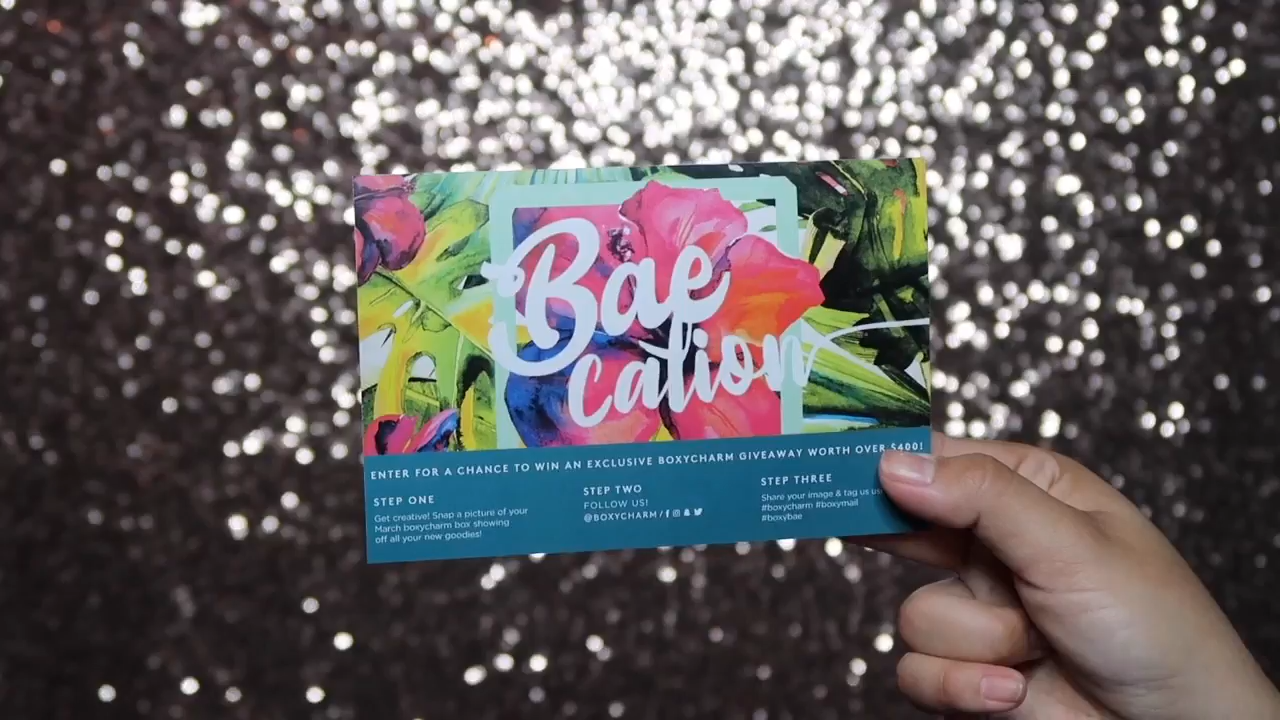 Bae
cation
ENTER FOR A CHANCE TO WIN AN EXCLUSIVE BOXYCHARM GIVEAWAY WORTH OVER $400!
STEP ONE
Get creative! Snap a picture of your
March boxycharm box showing
off all your new goodies!
STEP TWO
FOLLOW US!
@BOXYCHARM/
STEP THREE
Share your image & tag us
#boxycharm #boxymail
#boxybae